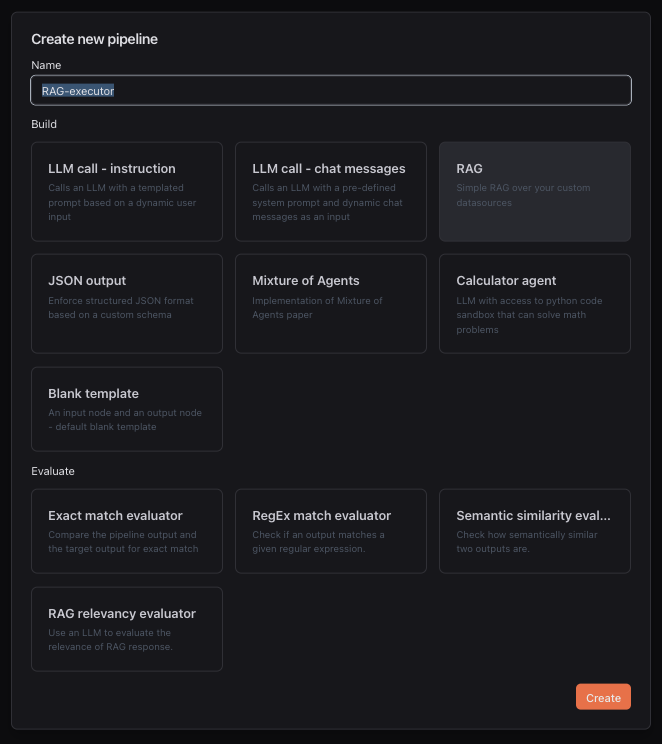 Create new pipeline
Name
RAG-executor
Build
LLM call - instruction
Calls an LLM with a templated
prompt based on a dynamic user
input
LLM call - chat messages
Calls an LLM with a pre-defined
system prompt and dynamic chat
messages as an input
RAG
Simple RAG over your custom
datasources
JSON output
Enforce structured JSON format
based on a custom schema
Mixture of Agents
Implementation of Mixture of
Agents paper
Calculator agent
LLM with access to python code
sandbox that can solve math
problems
Blank template
An input node and an output node
- default blank template
Evaluate
Exact match evaluator
Compare the pipeline output and
the target output for exact match
RegEx match evaluator
Check if an output matches a
given regular expression.
Semantic similarity eval...
Check how semantically similar
two outputs are.
RAG relevancy evaluator
Use an LLM to evaluate the
relevance of RAG response.
Create